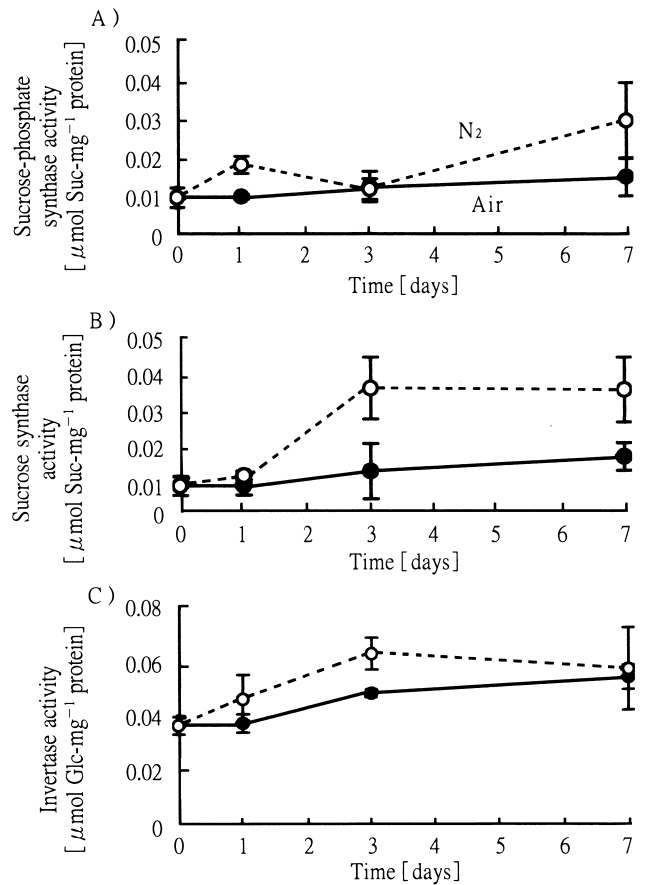 A)
Sucrose-phosphate
synthase activity
[ μmol Suc-mg⁻¹ protein]
0.05
0.04
0.03
0.02
0.01
0
N₂
Air
0 1 2 3 4 5 6 7
Time [ days]
B)
Sucrose synthase
activity
[ μmol Suc-mg⁻¹ protein]
0.05
0.04
0.03
0.02
0.01
0
0 1 2 3 4 5 6 7
Time [ days]
C)
Invertase activity
[ μmol Glc-mg⁻¹ protein]
0.08
0.06
0.04
0.02
0
0 1 2 3 4 5 6 7
Time [ days]